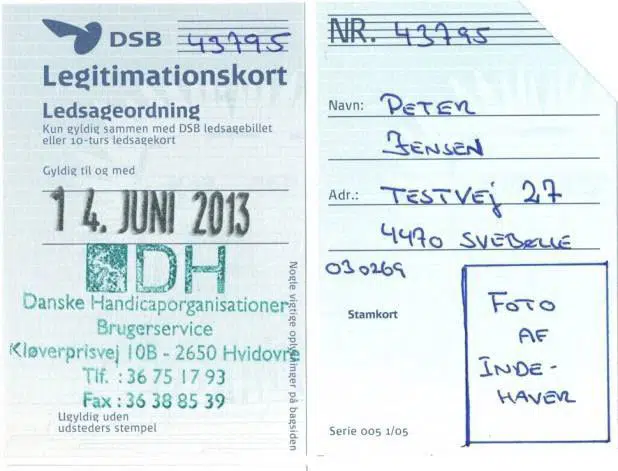 DSB 43795
Legitimationskort
Ledsageordning
Kun gyldig sammen med DSB ledsagebillet
eller 10-turs ledsagekort
Gyldig til og med
14. JUNI 2013
DH
Danske Handicaporganisationer
Brugerservice
Kløverprisvej 10B - 2650 Hvidovre
Tlf. : 36 75 17 93
Fax : 36 38 85 39
Ugyldig uden
udsteders stempel
Nogle vigtige oplysninger på bagsiden
NR. 43795
Navn: PETER
JENSEN
Adr.: TESTVEJ 27
4470 SVEBØLLE
030269
Stamkort
FOTO
AF
INDE-
HAVER
Serie 005 1/05